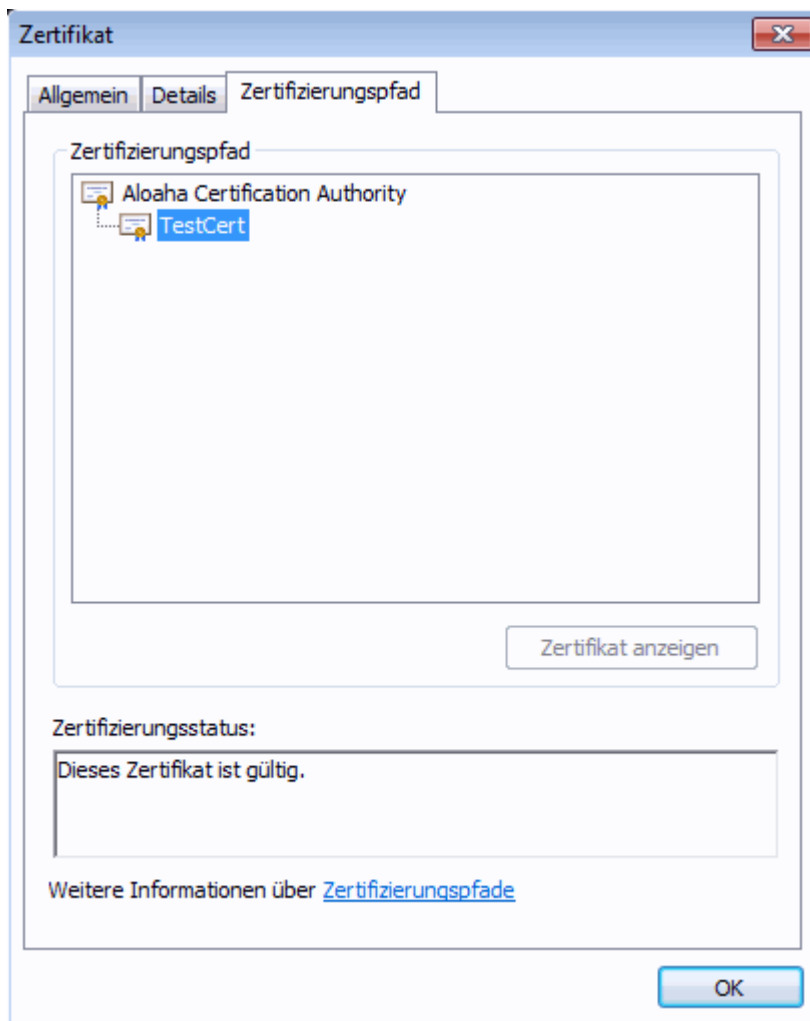 Zertifikat
Allgemein Details Zertifizierungspfad
Zertifizierungspfad
Aloaha Certification Authority
TestCert
Zertifikat anzeigen
Zertifizierungsstatus:
Dieses Zertifikat ist gültig.
Weitere Informationen über Zertifizierungspfade
OK